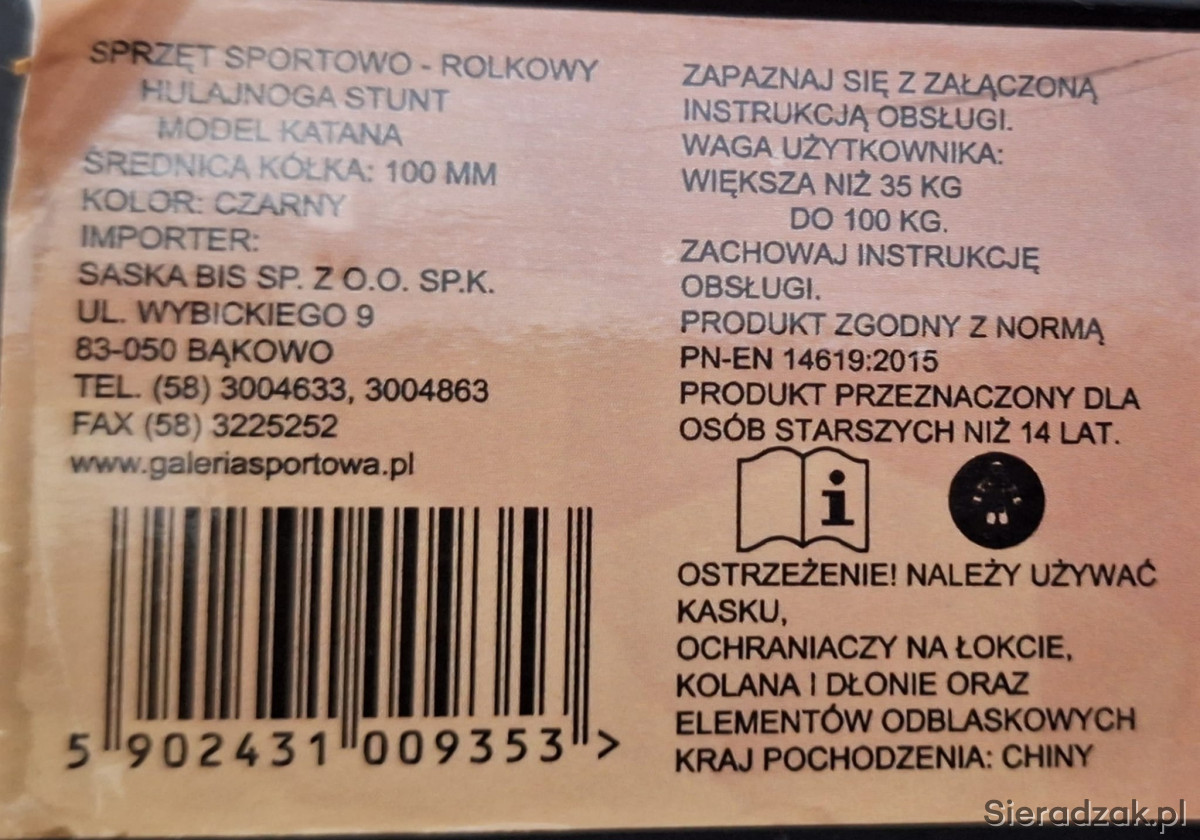 SPRZĘT SPORTOWO - ROLKOWY
HULAJNOGA STUNT
MODEL KATANA
ŚREDNICA KÓŁKA: 100 MM
KOLOR: CZARNY
IMPORTER:
SASKA BIS SP. Z O.O. SP.K.
UL. WYBICKIEGO 9
83-050 BĄKOWO
TEL. (58) 3004633, 3004863
FAX (58) 3225252
www.galeriasportowa.pl
5 902431 009353 >
ZAPAZNAJ SIĘ Z ZAŁĄCZONĄ
INSTRUKCJĄ OBSŁUGI.
WAGA UŻYTKOWNIKA:
WIĘKSZA NIŻ 35 KG
DO 100 KG.
ZACHOWAJ INSTRUKCJĘ
OBSŁUGI.
PRODUKT ZGODNY Z NORMĄ
PN-EN 14619:2015
PRODUKT PRZEZNACZONY DLA
OSÓB STARSZYCH NIŻ 14 LAT.
i
OSTRZEŻENIE! NALEŻY UŻYWAĆ
KASKU,
OCHRANIACZY NA ŁOKCIE,
KOLANA I DŁONIE ORAZ
ELEMENTÓW ODBLASKOWYCH
KRAJ POCHODZENIA: CHINY
Sieradzak.pl